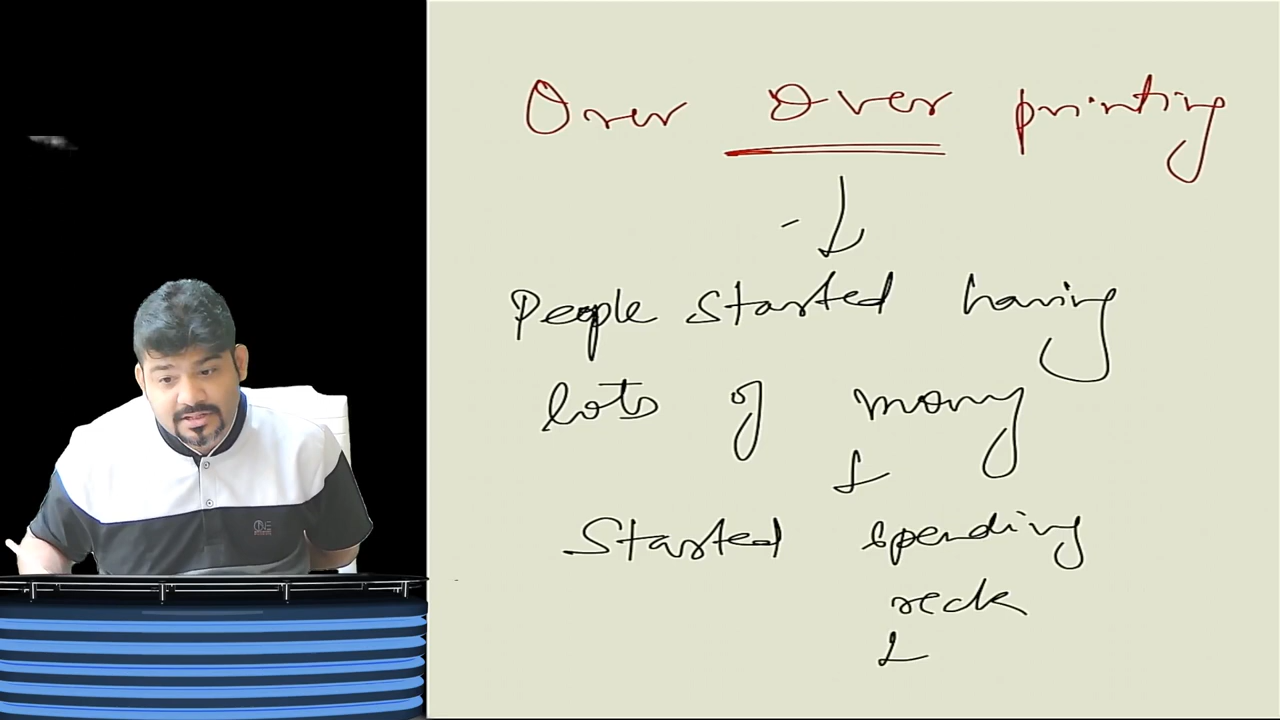 Over Over printing
People started having
lots of mony
Started spending
reck